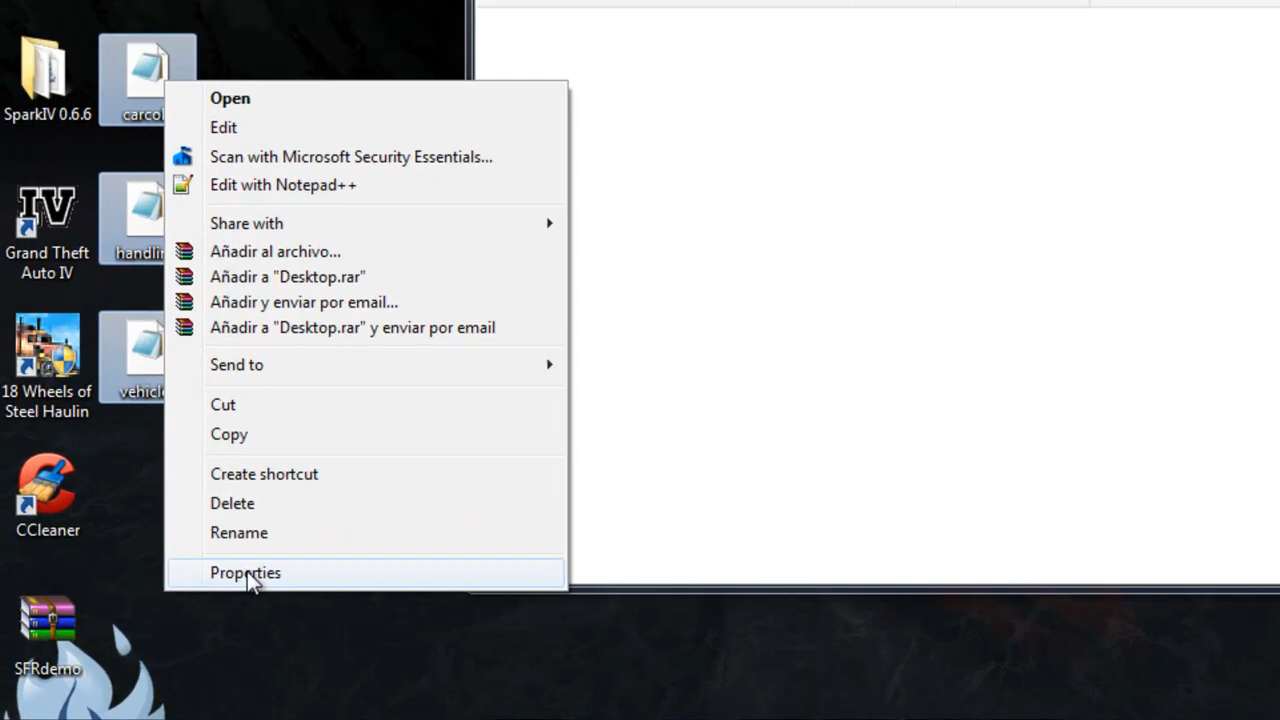 SparkIV 0.6.6
carcol
IV
Grand Theft
Auto IV
handlin
18 Wheels of
Steel Haulin
vehicle
CCleaner
SFRdemo
Open
Edit
Scan with Microsoft Security Essentials...
Edit with Notepad++
Share with
Añadir al archivo...
Añadir a "Desktop.rar"
Añadir y enviar por email...
Añadir a "Desktop.rar" y enviar por email
Send to
Cut
Copy
Create shortcut
Delete
Rename
Properties